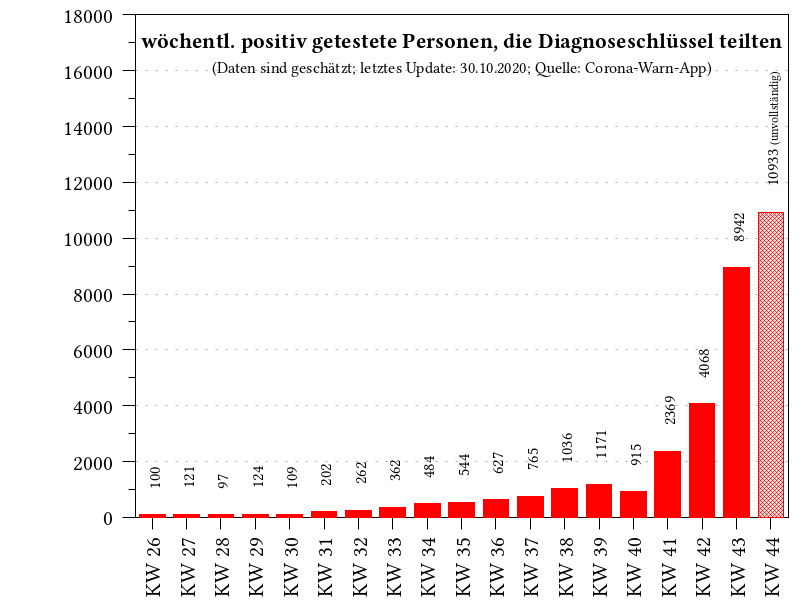 wöchentl. positiv getestete Personen, die Diagnoseschlüssel teilten
(Daten sind geschätzt; letztes Update: 30.10.2020; Quelle: Corona-Warn-App)
18000
16000
14000
12000
10000
8000
6000
4000
2000
0
100
121
97
124
109
202
262
362
484
544
627
765
1036
1171
915
2369
4068
8942
10933 (unvollständig)
KW 26
KW 27
KW 28
KW 29
KW 30
KW 31
KW 32
KW 33
KW 34
KW 35
KW 36
KW 37
KW 38
KW 39
KW 40
KW 41
KW 42
KW 43
KW 44